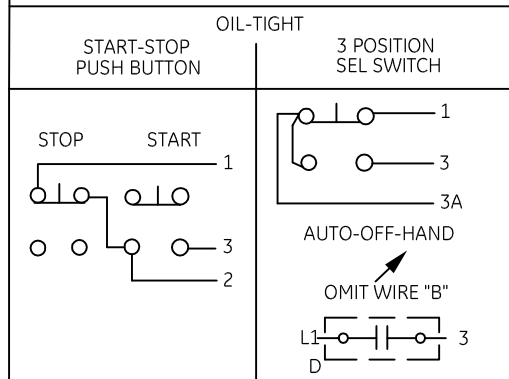 OIL-TIGHT
START-STOP
PUSH BUTTON
3 POSITION
SEL SWITCH
STOP START
1
3
2
1
3
3A
AUTO-OFF-HAND
OMIT WIRE "B"
L1 3
D